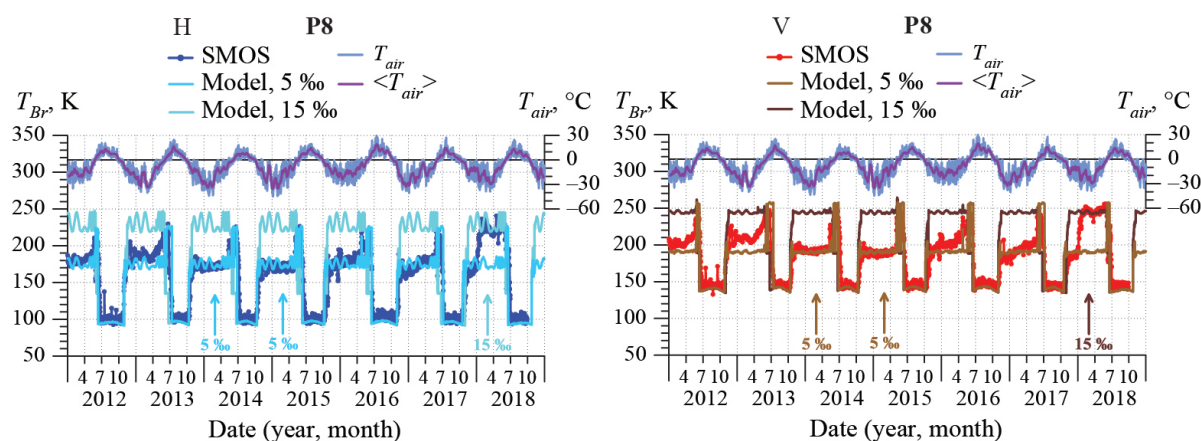 H P8
SMOS T_air
Model, 5 ‰ <T_air>
Model, 15 ‰
T_Br, K T_air, °C
350 30
300 0
250 −30
200 −60
150
100
50
5 ‰ 5 ‰ 15 ‰
4 7 10 4 7 10 4 7 10 4 7 10 4 7 10 4 7 10 4 7 10
2012 2013 2014 2015 2016 2017 2018
Date (year, month)
V P8
SMOS T_air
Model, 5 ‰ <T_air>
Model, 15 ‰
T_Br, K T_air, °C
350 30
300 0
250 −30
200 −60
150
100
50
5 ‰ 5 ‰ 15 ‰
4 7 10 4 7 10 4 7 10 4 7 10 4 7 10 4 7 10 4 7 10
2012 2013 2014 2015 2016 2017 2018
Date (year, month)